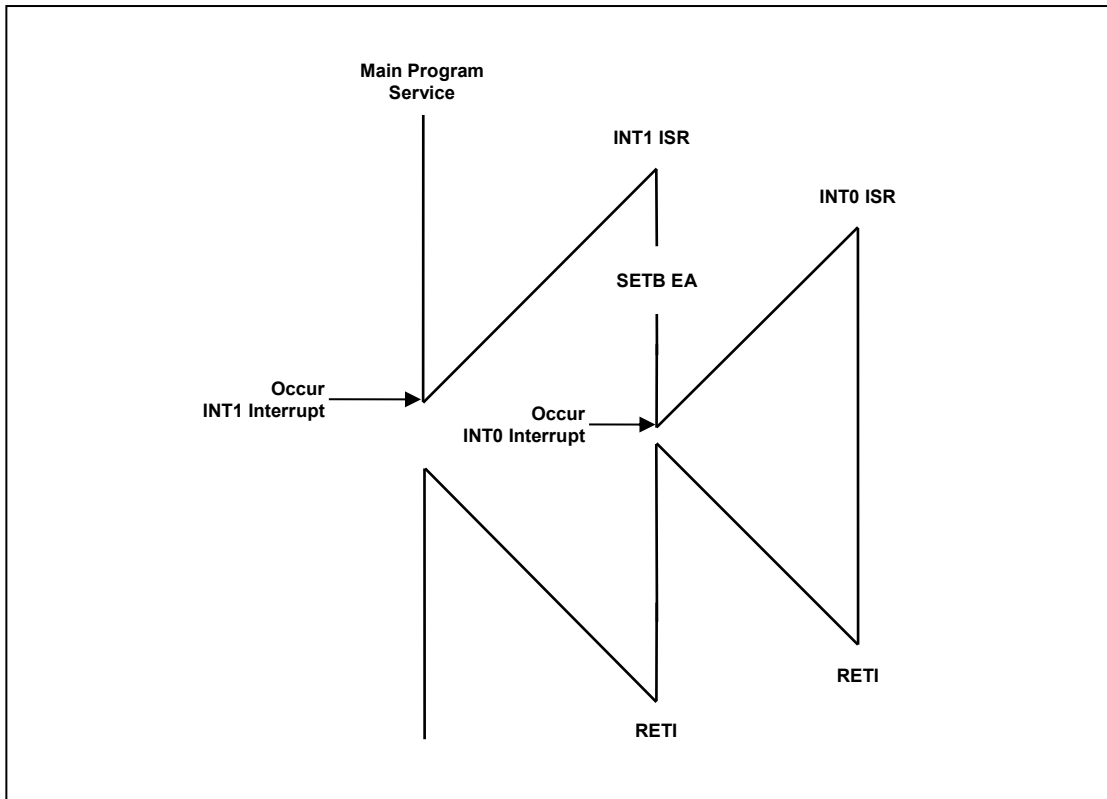 Main Program
Service
INT1 ISR
INT0 ISR
SETB EA
Occur
INT1 Interrupt
Occur
INT0 Interrupt
RETI
RETI